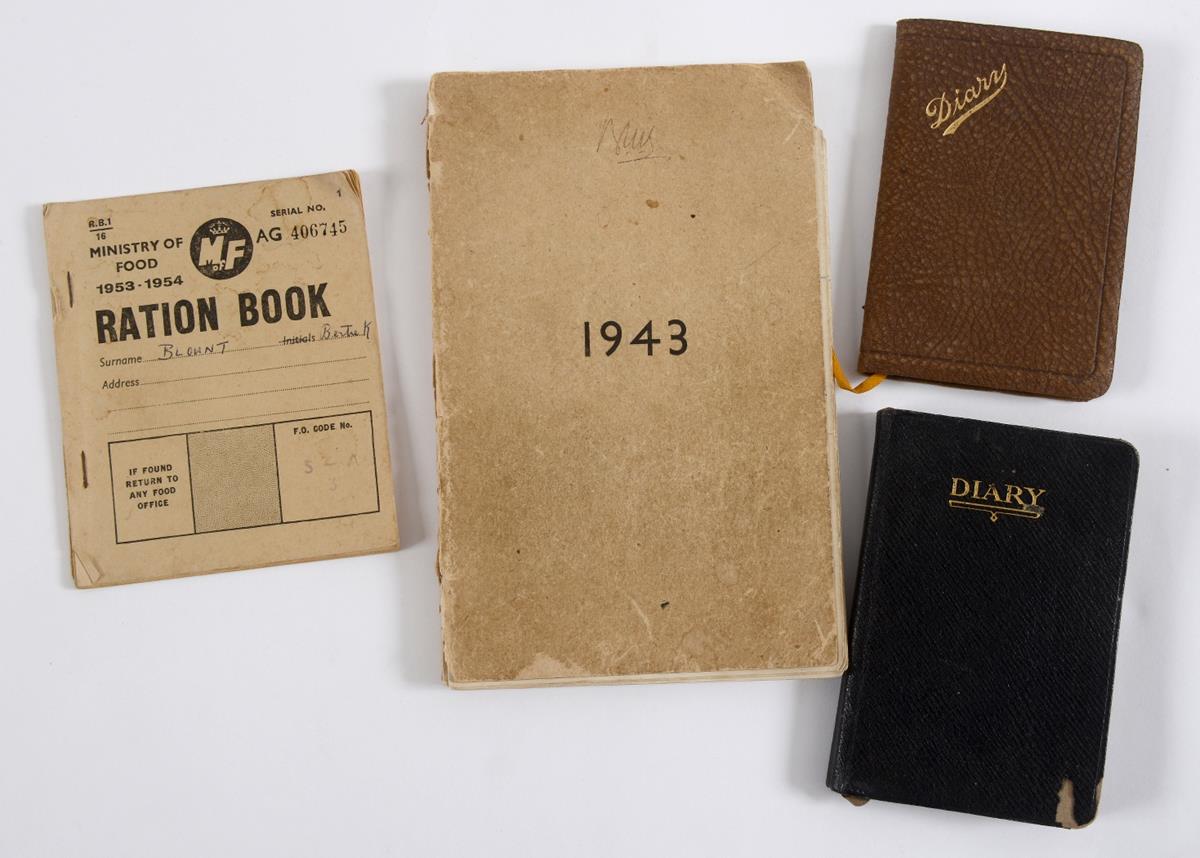 R.B.1
16
MINISTRY OF
FOOD
1953-1954
SERIAL NO.
1
AG 406745
M F
OF
RATION BOOK
Surname BLOUNT Initials
Address
IF FOUND
RETURN TO
ANY FOOD
OFFICE
F.O. CODE No.
1943
Diary
DIARY